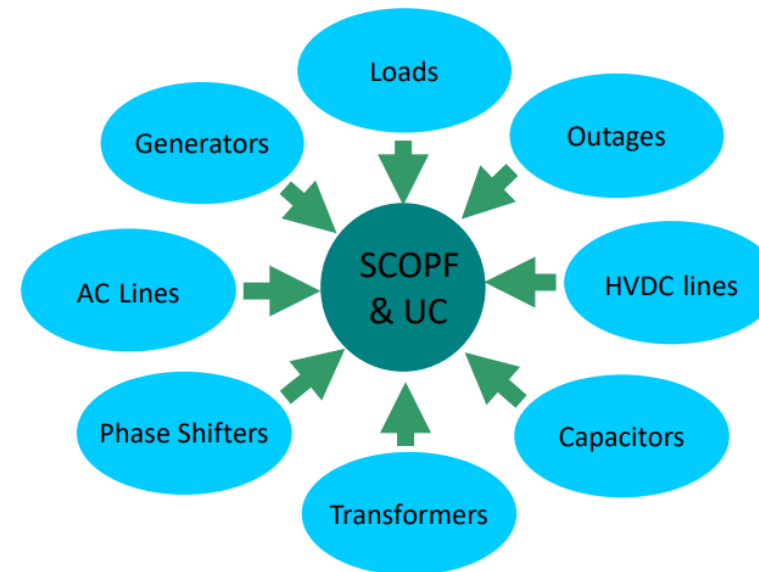 Loads
Generators
Outages
SCOPF
& UC
AC Lines
HVDC lines
Phase Shifters
Capacitors
Transformers